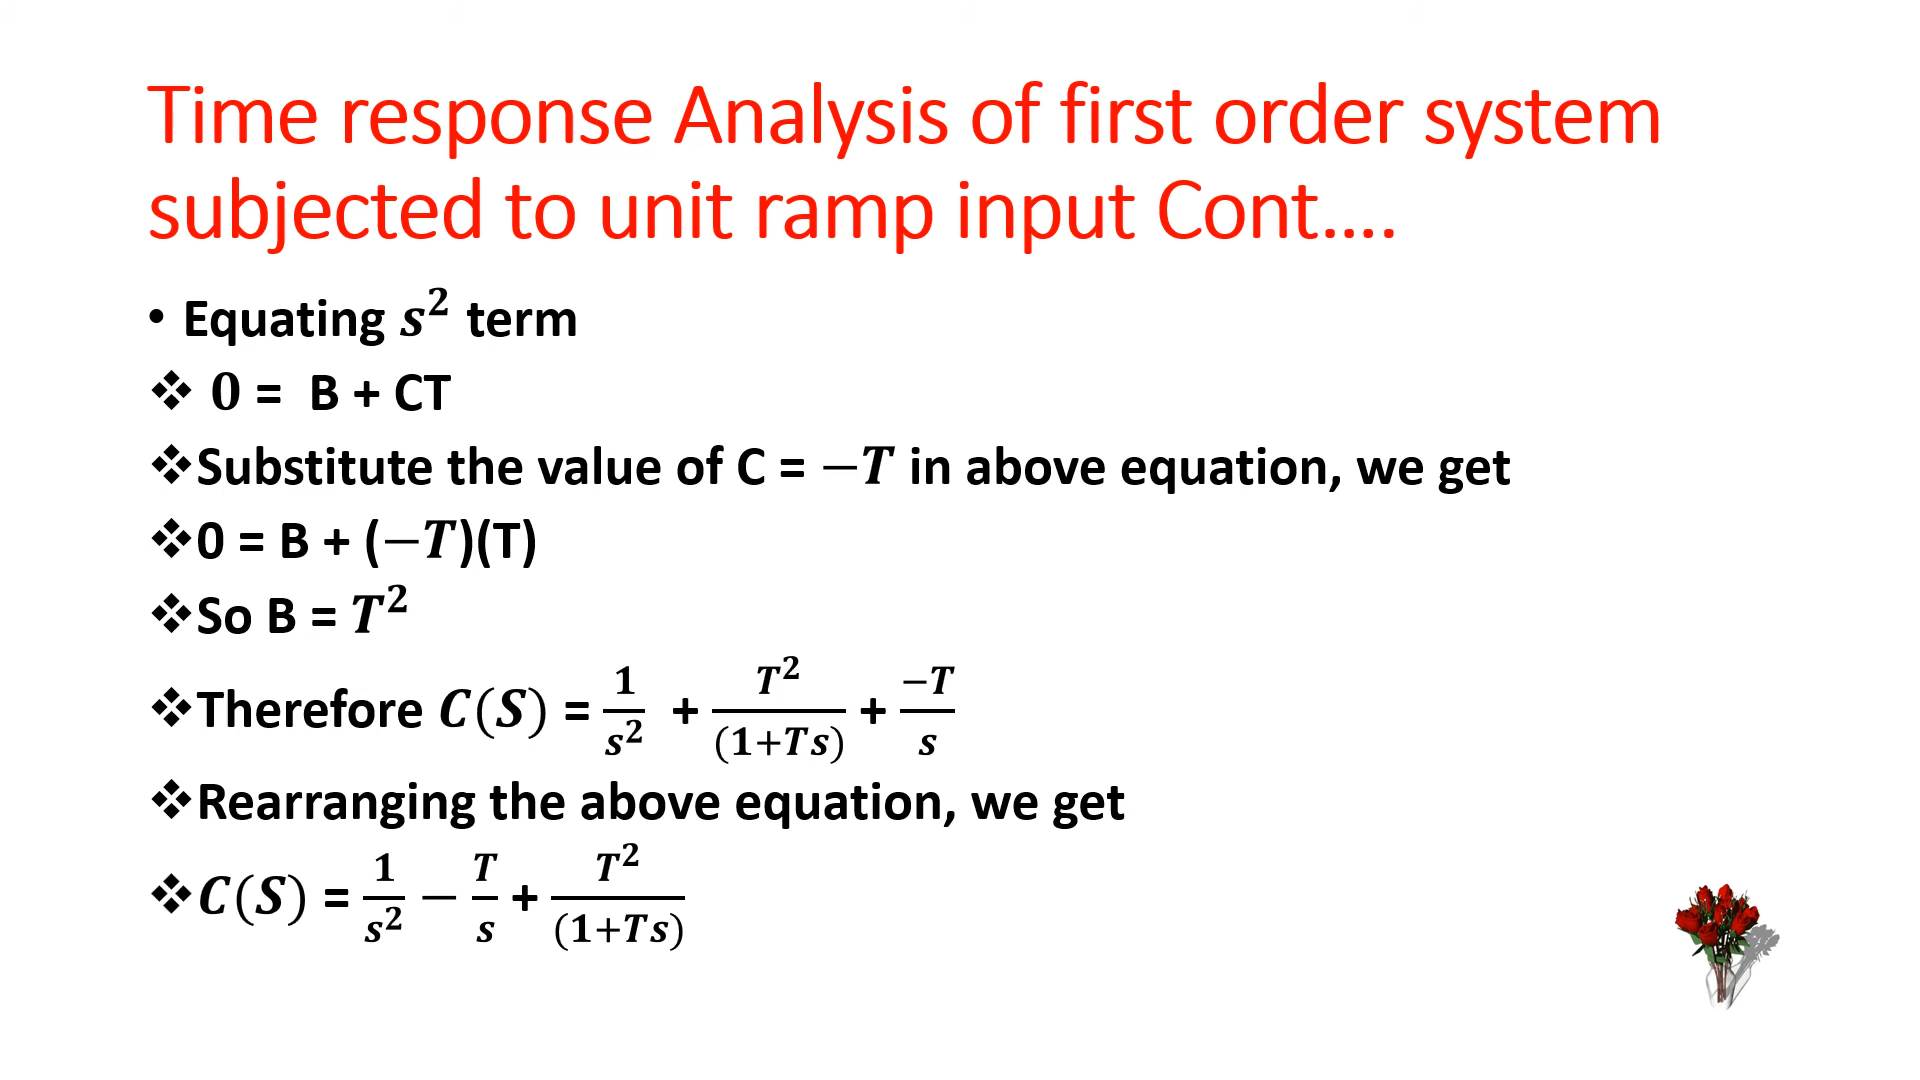 Time response Analysis of first order system
subjected to unit ramp input Cont....
• Equating s² term
❖ 0 = B + CT
❖Substitute the value of C = −T in above equation, we get
❖0 = B + (−T)(T)
❖So B = T²
❖Therefore C(S) = 1/s² + T²/(1+Ts) + −T/s
❖Rearranging the above equation, we get
❖C(S) = 1/s² − T/s + T²/(1+Ts)